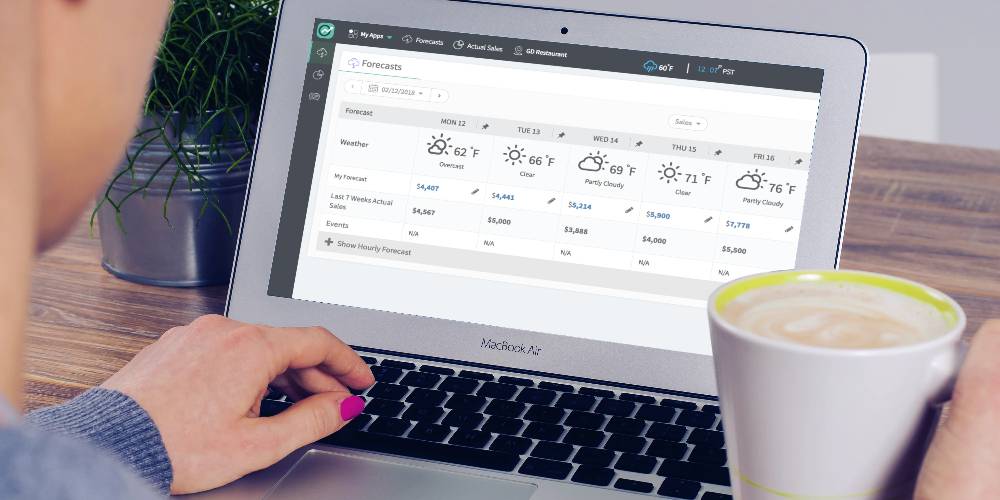 My Apps Forecasts Actual Sales GD Restaurant 60°F | 12:07 PST
Forecasts
02/12/2018
Sales
Forecast MON 12 TUE 13 WED 14 THU 15 FRI 16
Weather 62 °F 66 °F 69 °F 71 °F 76 °F
Overcast Clear Partly Cloudy Clear Partly Cloudy
My Forecast $4,407 $4,441 $5,214 $5,900 $7,778
Last 7 Weeks Actual
Sales $4,567 $5,000 $3,888 $4,000 $5,500
Events N/A N/A N/A N/A N/A
Show Hourly Forecast
MacBook Air